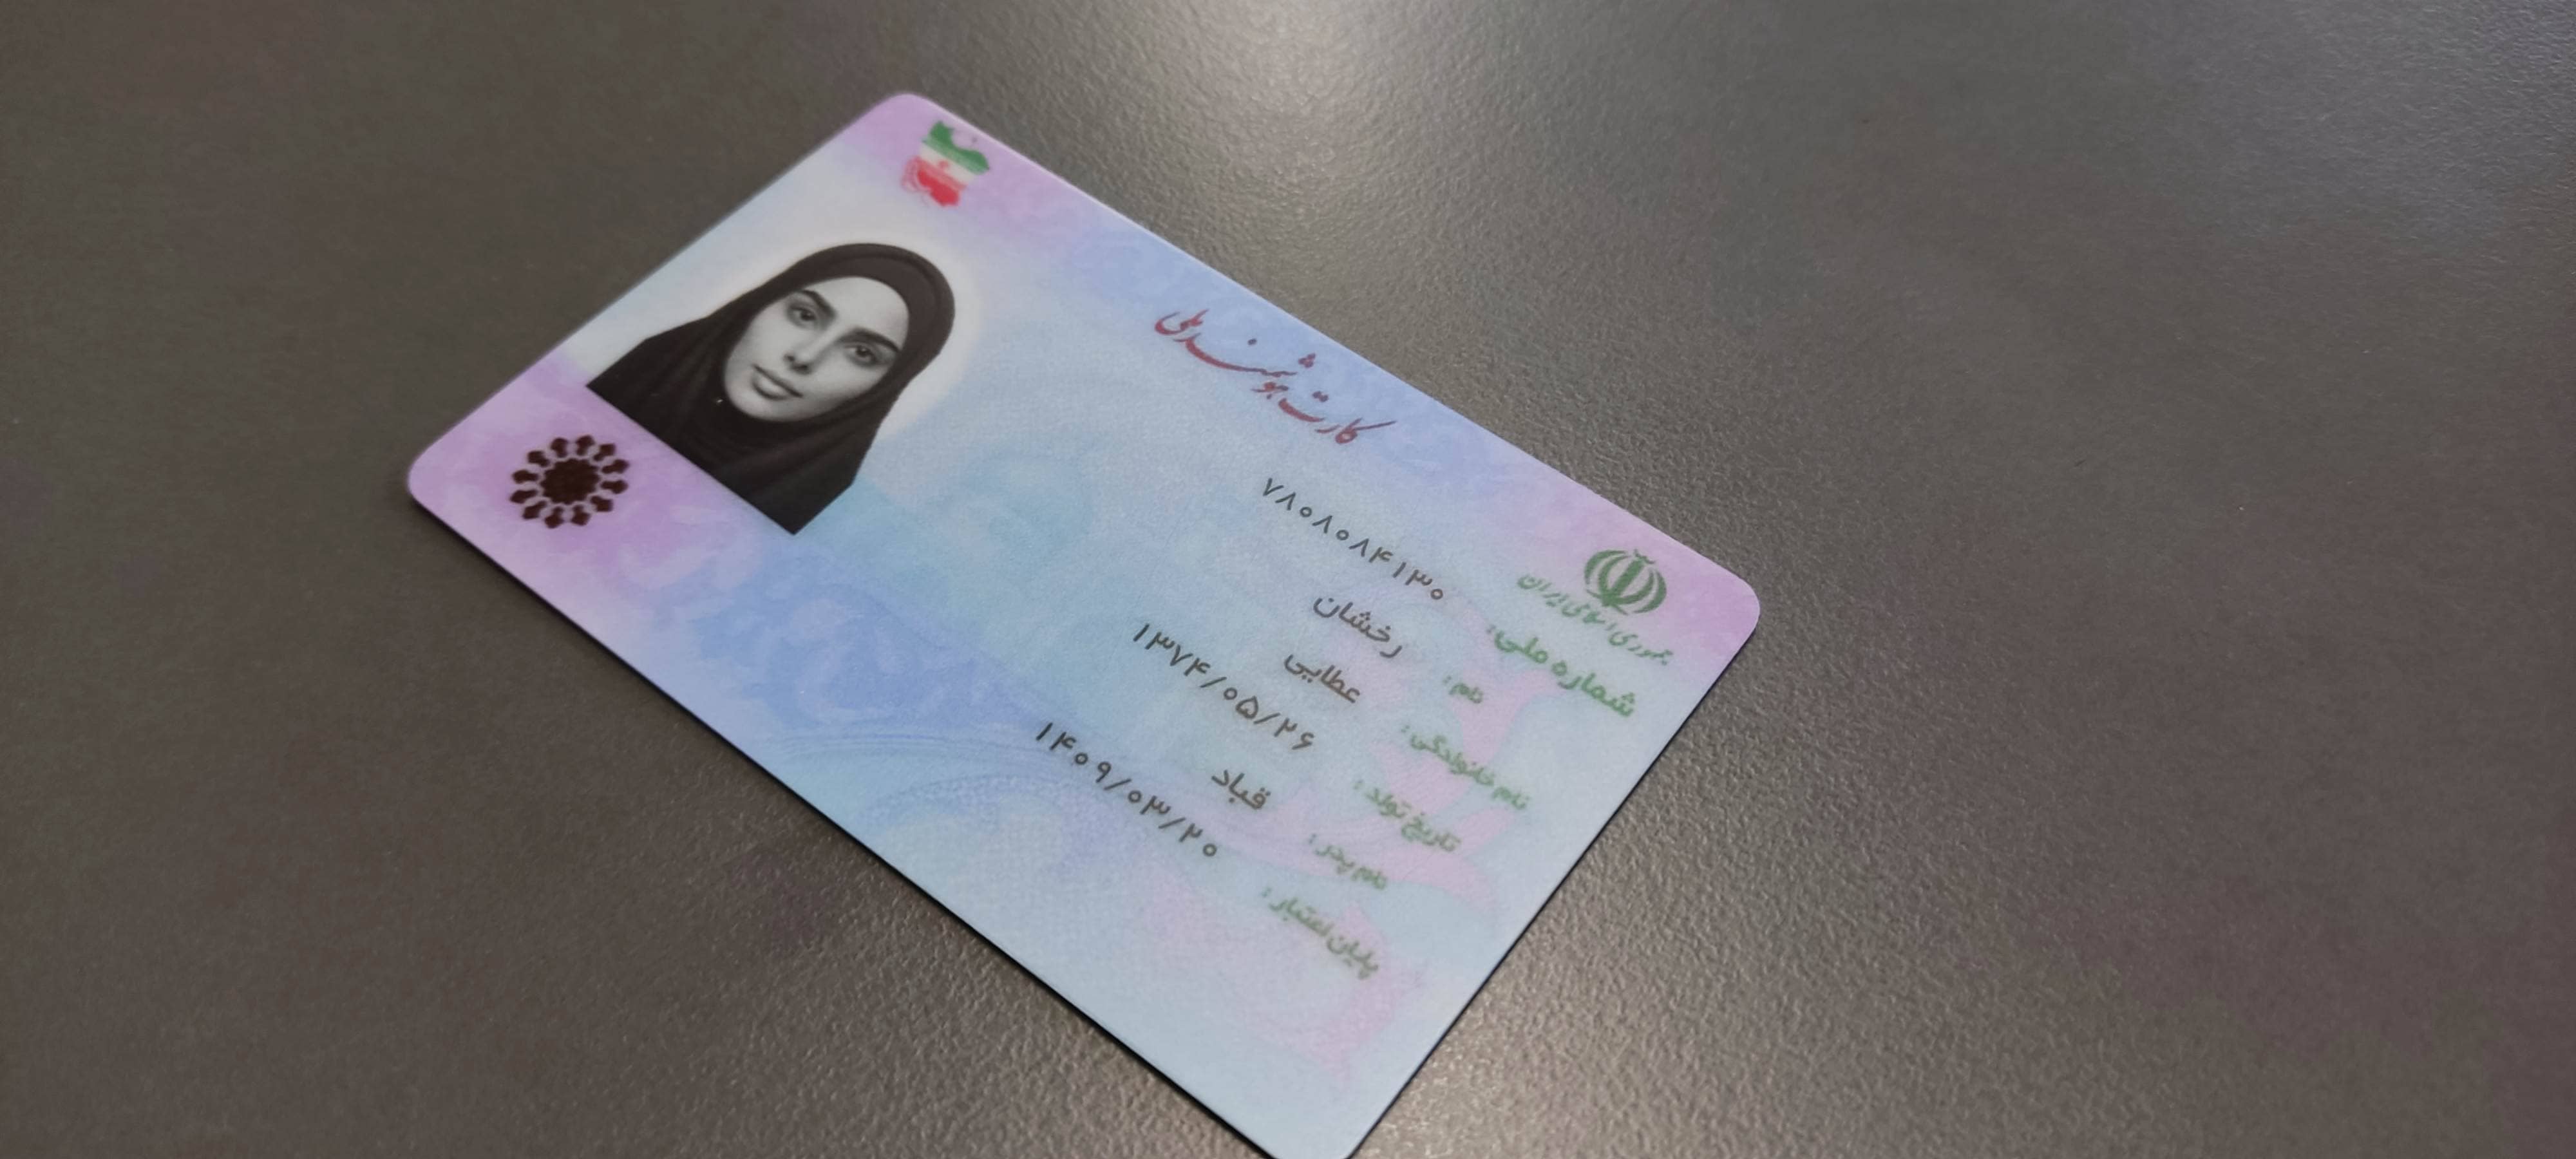 کارت هوشمند ملی
جمهوری اسلامی ایران
شماره ملی: ۷۸۰۸۰۸۴۱۳۰
نام: رخشان
نام خانوادگی: عطایی
تاریخ تولد: ۱۳۷۴/۰۵/۲۶
نام پدر: قباد
پایان اعتبار: ۱۴۰۹/۰۳/۲۰